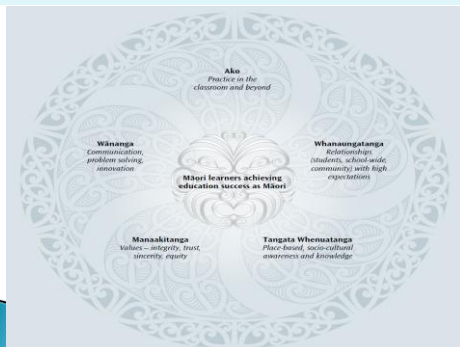 Ako
Practice in the
classroom and beyond
Wānanga
Communication,
problem solving,
innovation
Whanaungatanga
Relationships
(students, school-wide,
community) with high
expectations
Māori learners achieving
education success as Māori
Manaakitanga
Values – integrity, trust,
sincerity, equity
Tangata Whenuatanga
Place-based, socio-cultural
awareness and knowledge